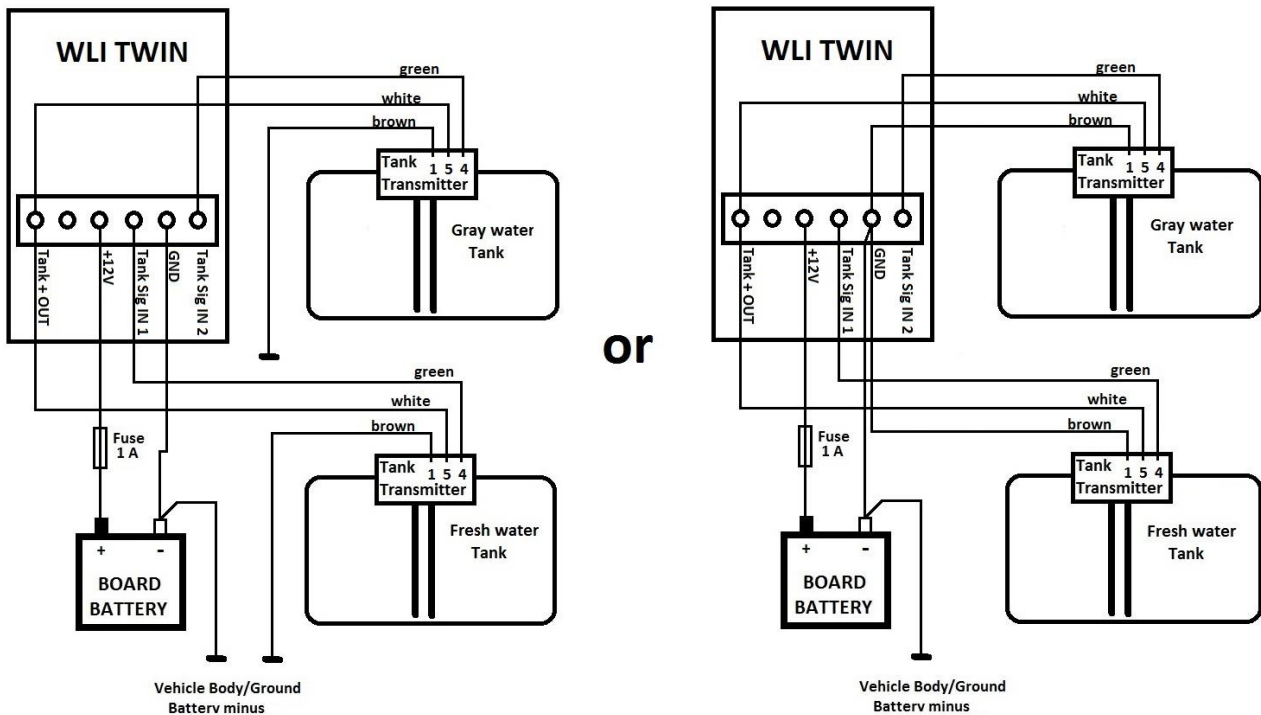 WLI TWIN
green
white
brown
Tank
1 5 4
Transmitter
Gray water
Tank
Tank + OUT
+12V
Tank Sig IN 1
GND
Tank Sig IN 2
green
white
brown
Fuse
1 A
Tank
1 5 4
Transmitter
Fresh water
Tank
+ -
BOARD
BATTERY
Vehicle Body/Ground
Battery minus
or
WLI TWIN
green
white
brown
Tank
1 5 4
Transmitter
Gray water
Tank
Tank + OUT
+12V
Tank Sig IN 1
GND
Tank Sig IN 2
green
white
brown
Fuse
1 A
Tank
1 5 4
Transmitter
Fresh water
Tank
+ -
BOARD
BATTERY
Vehicle Body/Ground
Battery minus